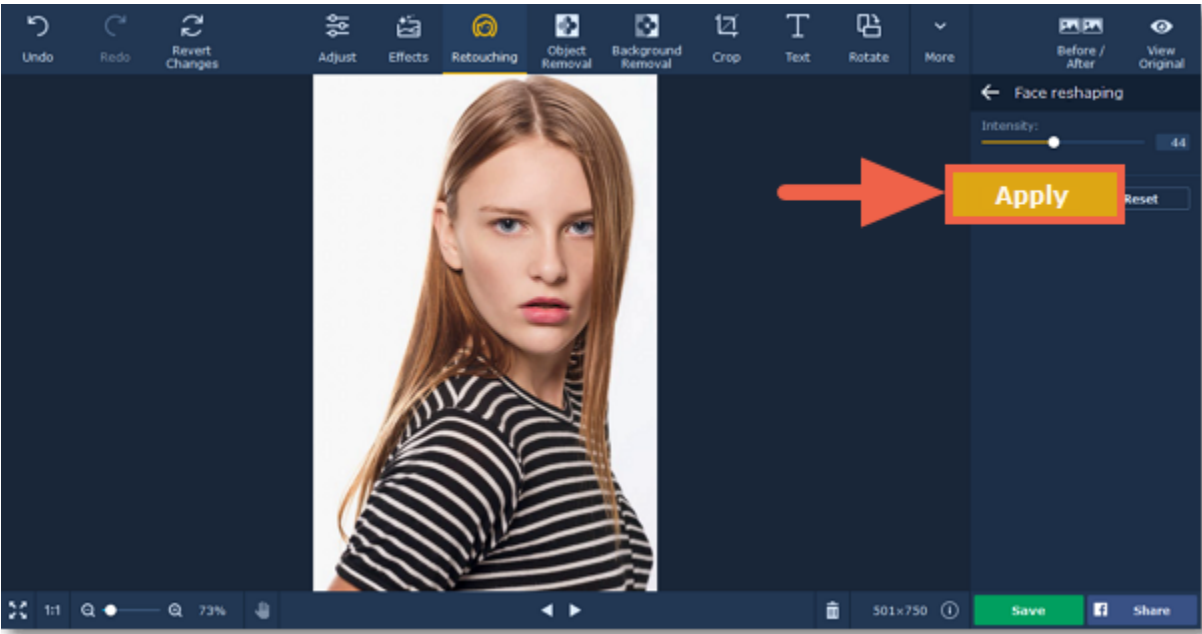 Undo
Redo
Revert
Changes
Adjust
Effects
Retouching
Object
Removal
Background
Removal
Crop
Text
Rotate
More
Before /
After
View
Original
Face reshaping
Intensity:
44
Apply
Reset
1:1
73%
501×750
Save
Share